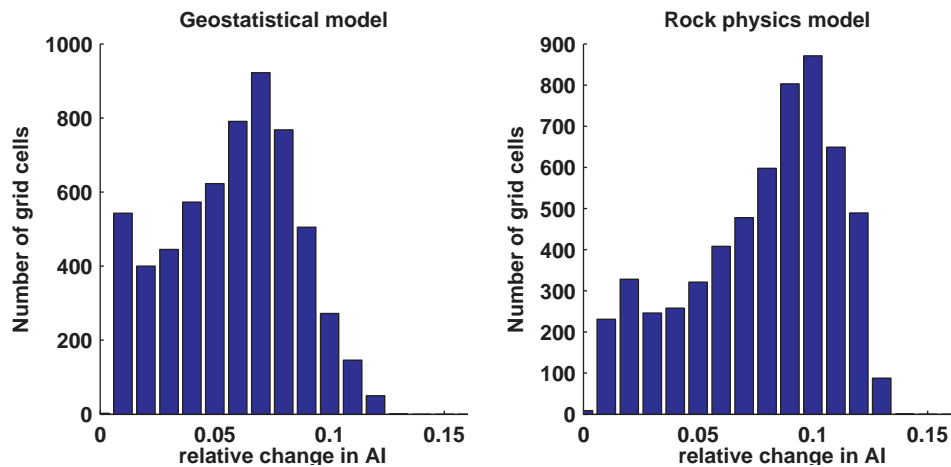 Geostatistical model
1000
800
600
400
200
0
Number of grid cells
0 0.05 0.1 0.15
relative change in AI
Rock physics model
900
800
700
600
500
400
300
200
100
0
Number of grid cells
0 0.05 0.1 0.15
relative change in AI